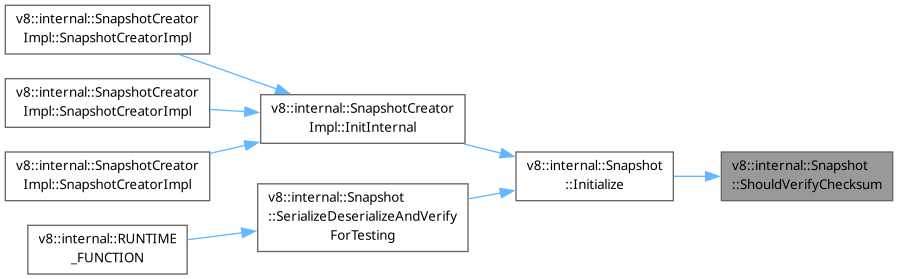 v8::internal::SnapshotCreator
Impl::SnapshotCreatorImpl
v8::internal::SnapshotCreator
Impl::SnapshotCreatorImpl
v8::internal::SnapshotCreator
Impl::SnapshotCreatorImpl
v8::internal::RUNTIME
_FUNCTION
v8::internal::SnapshotCreator
Impl::InitInternal
v8::internal::Snapshot
::SerializeDeserializeAndVerify
ForTesting
v8::internal::Snapshot
::Initialize
v8::internal::Snapshot
::ShouldVerifyChecksum